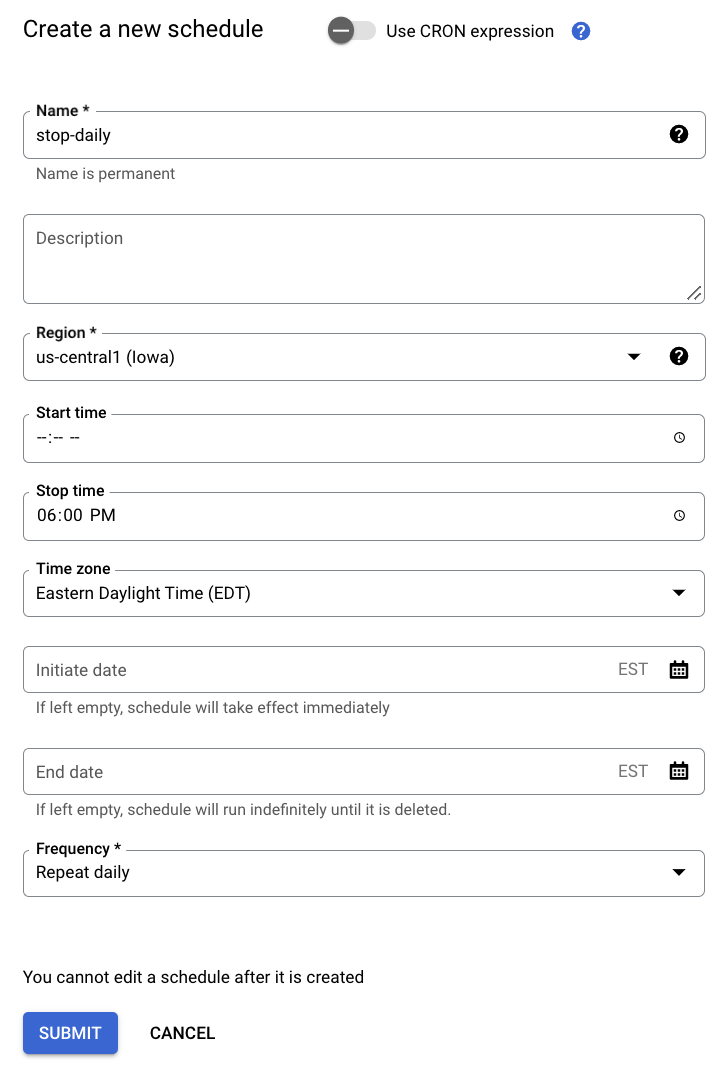 Create a new schedule
Use CRON expression
Name *
stop-daily
Name is permanent
Description
Region *
us-central1 (Iowa)
Start time
--:-- --
Stop time
06:00 PM
Time zone
Eastern Daylight Time (EDT)
Initiate date EST
If left empty, schedule will take effect immediately
End date EST
If left empty, schedule will run indefinitely until it is deleted.
Frequency *
Repeat daily
You cannot edit a schedule after it is created
SUBMIT CANCEL